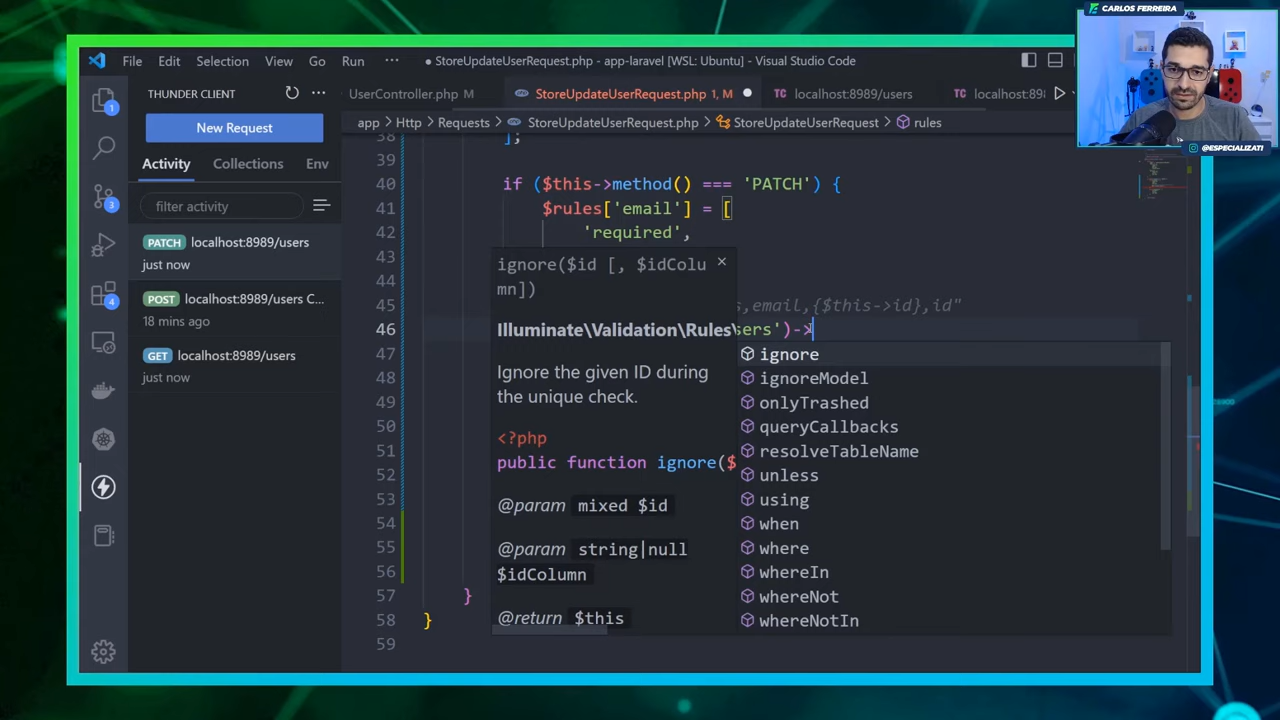 CARLOS FERREIRA
@ESPECIALIZATI
File Edit Selection View Go Run ··· StoreUpdateUserRequest.php - app-laravel [WSL: Ubuntu] - Visual Studio Code
THUNDER CLIENT
New Request
Activity Collections Env
filter activity
PATCH localhost:8989/users
just now
POST localhost:8989/users C...
18 mins ago
GET localhost:8989/users
just now
1
3
4
UserController.php M
StoreUpdateUserRequest.php 1, M
localhost:8989/users
localhost:898
app > Http > Requests > StoreUpdateUserRequest.php > StoreUpdateUserRequest > rules
38 ];
39
40 if ($this->method() === 'PATCH') {
41 $rules['email'] = [
42 'required',
43
44
45 s,email,{$this->id},id"
46 sers')->
47
48
49
50
51
52
53
54
55
56
57 }
58 }
59
ignore($id [, $idColu
mn])
Illuminate\Validation\Rules\
Ignore the given ID during
the unique check.
<?php
public function ignore($
@param mixed $id
@param string|null
$idColumn
@return $this
ignore
ignoreModel
onlyTrashed
queryCallbacks
resolveTableName
unless
using
when
where
whereIn
whereNot
whereNotIn